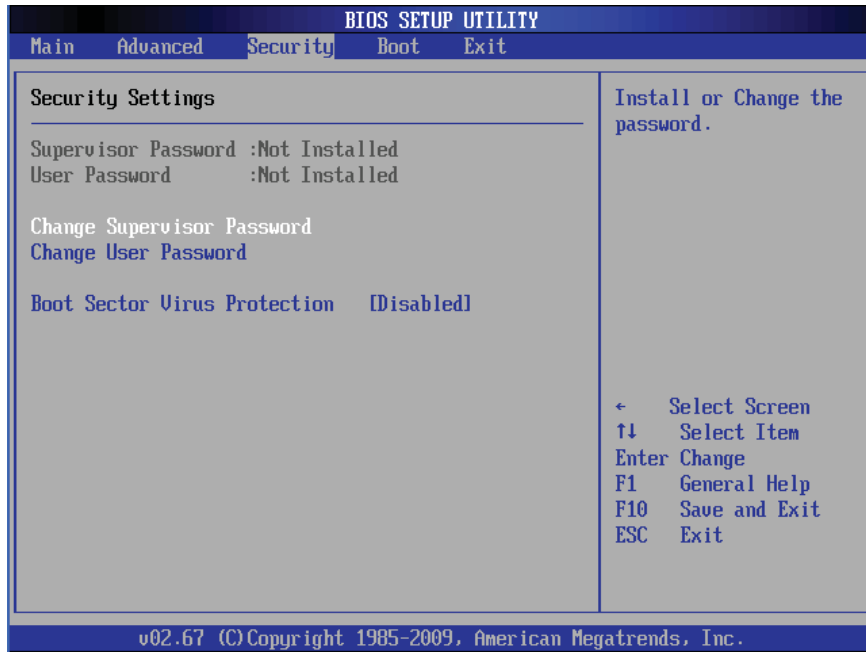 BIOS SETUP UTILITY
Main Advanced Security Boot Exit
Security Settings
Supervisor Password :Not Installed
User Password :Not Installed
Change Supervisor Password
Change User Password
Boot Sector Virus Protection [Disabled]
Install or Change the
password.
← Select Screen
↑↓ Select Item
Enter Change
F1 General Help
F10 Save and Exit
ESC Exit
v02.67 (C)Copyright 1985-2009, American Megatrends, Inc.